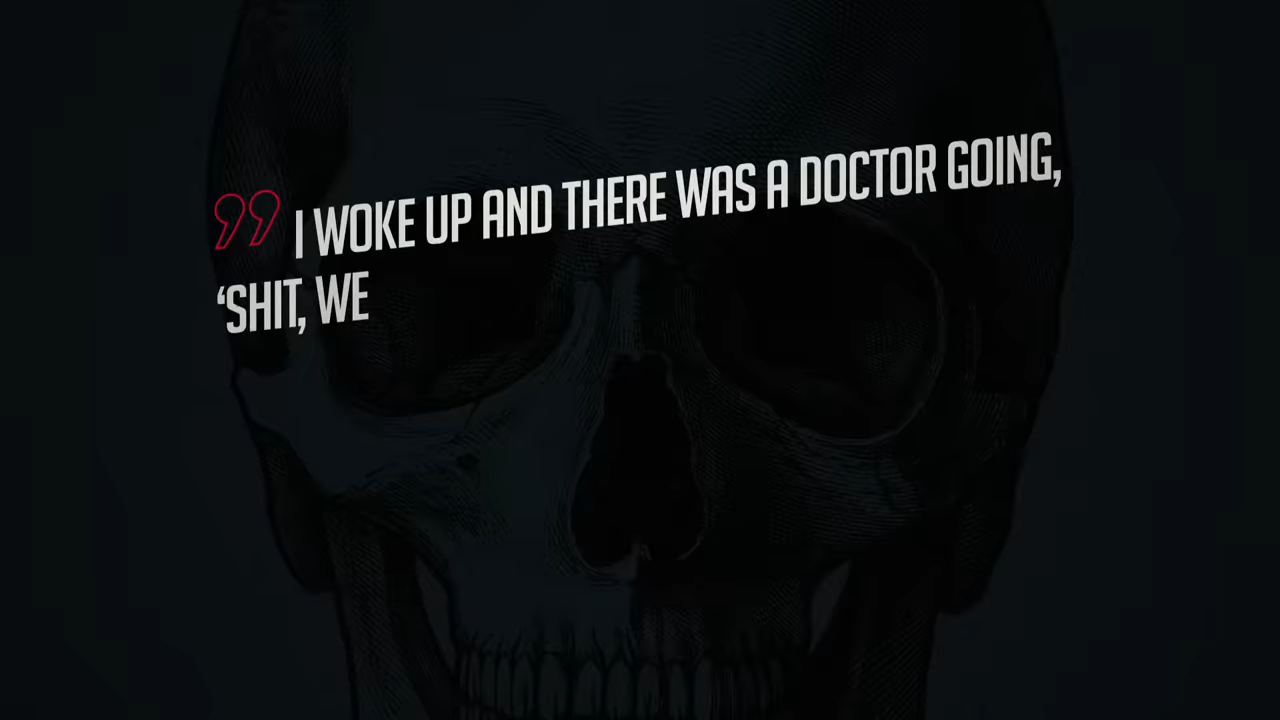 ” I WOKE UP AND THERE WAS A DOCTOR GOING,
‘SHIT, WE